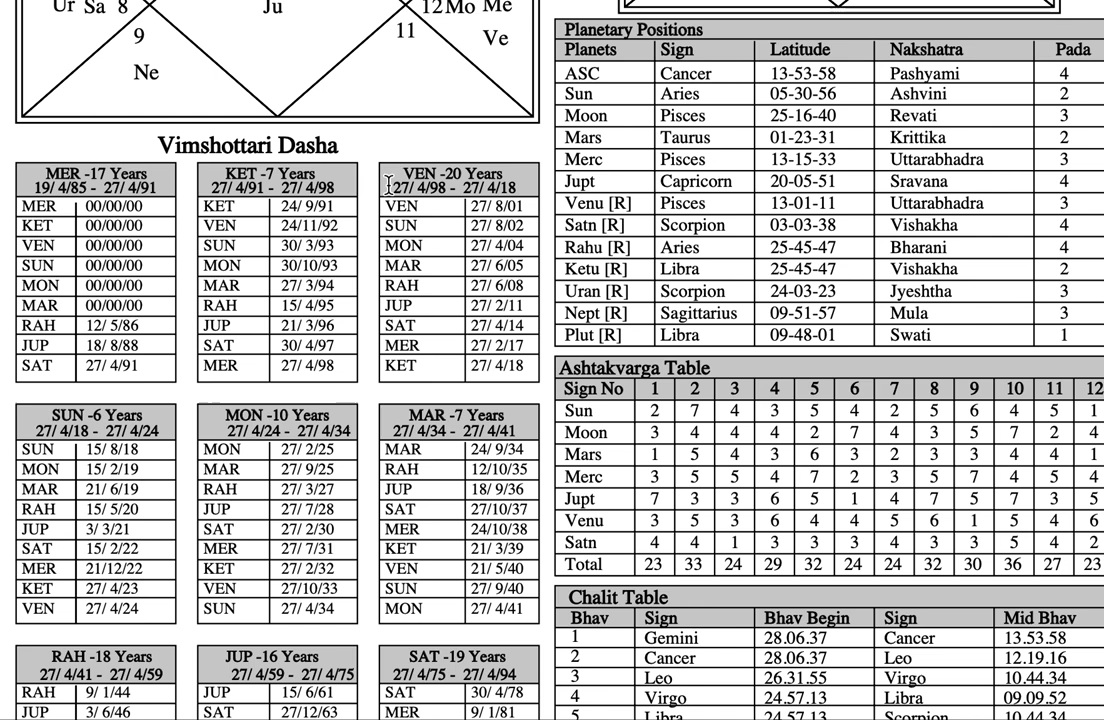 Ur Sa 8 Ju 12 Mo Me
9 11 Ve
Ne
Vimshottari Dasha
MER -17 Years
19/ 4/85 - 27/ 4/91
MER 00/00/00
KET 00/00/00
VEN 00/00/00
SUN 00/00/00
MON 00/00/00
MAR 00/00/00
RAH 12/ 5/86
JUP 18/ 8/88
SAT 27/ 4/91
KET -7 Years
27/ 4/91 - 27/ 4/98
KET 24/ 9/91
VEN 24/11/92
SUN 30/ 3/93
MON 30/10/93
MAR 27/ 3/94
RAH 15/ 4/95
JUP 21/ 3/96
SAT 30/ 4/97
MER 27/ 4/98
VEN -20 Years
27/ 4/98 - 27/ 4/18
VEN 27/ 8/01
SUN 27/ 8/02
MON 27/ 4/04
MAR 27/ 6/05
RAH 27/ 6/08
JUP 27/ 2/11
SAT 27/ 4/14
MER 27/ 2/17
KET 27/ 4/18
SUN -6 Years
27/ 4/18 - 27/ 4/24
SUN 15/ 8/18
MON 15/ 2/19
MAR 21/ 6/19
RAH 15/ 5/20
JUP 3/ 3/21
SAT 15/ 2/22
MER 21/12/22
KET 27/ 4/23
VEN 27/ 4/24
MON -10 Years
27/ 4/24 - 27/ 4/34
MON 27/ 2/25
MAR 27/ 9/25
RAH 27/ 3/27
JUP 27/ 7/28
SAT 27/ 2/30
MER 27/ 7/31
KET 27/ 2/32
VEN 27/10/33
SUN 27/ 4/34
MAR -7 Years
27/ 4/34 - 27/ 4/41
MAR 24/ 9/34
RAH 12/10/35
JUP 18/ 9/36
SAT 27/10/37
MER 24/10/38
KET 21/ 3/39
VEN 21/ 5/40
SUN 27/ 9/40
MON 27/ 4/41
RAH -18 Years
27/ 4/41 - 27/ 4/59
RAH 9/ 1/44
JUP 3/ 6/46
JUP -16 Years
27/ 4/59 - 27/ 4/75
JUP 15/ 6/61
SAT 27/12/63
SAT -19 Years
27/ 4/75 - 27/ 4/94
SAT 30/ 4/78
MER 9/ 1/81
Planetary Positions
Planets Sign Latitude Nakshatra Pada
ASC Cancer 13-53-58 Pashyami 4
Sun Aries 05-30-56 Ashvini 2
Moon Pisces 25-16-40 Revati 3
Mars Taurus 01-23-31 Krittika 2
Merc Pisces 13-15-33 Uttarabhadra 3
Jupt Capricorn 20-05-51 Sravana 4
Venu [R] Pisces 13-01-11 Uttarabhadra 3
Satn [R] Scorpion 03-03-38 Vishakha 4
Rahu [R] Aries 25-45-47 Bharani 4
Ketu [R] Libra 25-45-47 Vishakha 2
Uran [R] Scorpion 24-03-23 Jyeshtha 3
Nept [R] Sagittarius 09-51-57 Mula 3
Plut [R] Libra 09-48-01 Swati 1
Ashtakvarga Table
Sign No 1 2 3 4 5 6 7 8 9 10 11 12
Sun 2 7 4 3 5 4 2 5 6 4 5 1
Moon 3 4 4 4 2 7 4 3 5 7 2 4
Mars 1 5 4 3 6 3 2 3 3 4 4 1
Merc 3 5 5 4 7 2 3 5 7 4 5 4
Jupt 7 3 3 6 5 1 4 7 5 7 3 5
Venu 3 5 3 6 4 4 5 6 1 5 4 6
Satn 4 4 1 3 3 3 4 3 3 5 4 2
Total 23 33 24 29 32 24 24 32 30 36 27 23
Chalit Table
Bhav Sign Bhav Begin Sign Mid Bhav
1 Gemini 28.06.37 Cancer 13.53.58
2 Cancer 28.06.37 Leo 12.19.16
3 Leo 26.31.55 Virgo 10.44.34
4 Virgo 24.57.13 Libra 09.09.52
5 Libra 24.57.13 Scorpion 10.44.34